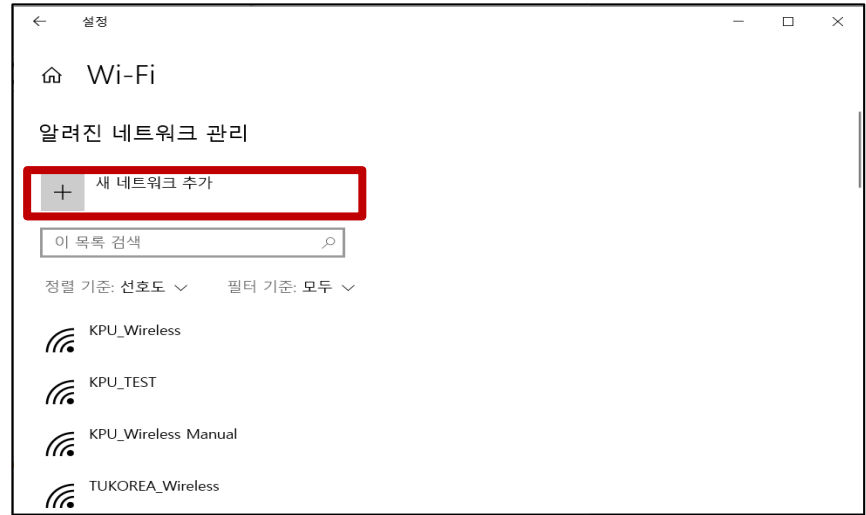 설정
Wi-Fi
알려진 네트워크 관리
새 네트워크 추가
이 목록 검색
정렬 기준: 선호도 필터 기준: 모두
KPU_Wireless
KPU_TEST
KPU_Wireless Manual
TUKOREA_Wireless